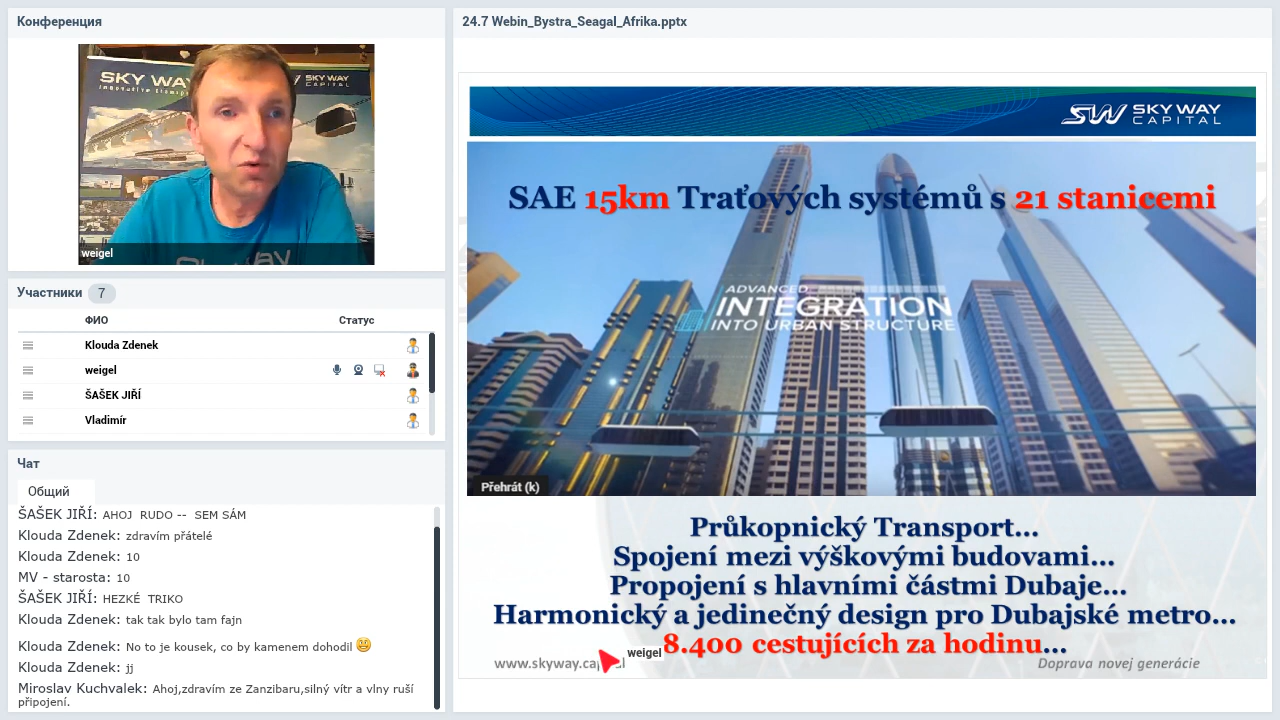 Конференция
SKY WAY
SKY WAY
CAPITAL
weigel
Участники 7
ФИО Статус
Klouda Zdenek
weigel
ŠAŠEK JIŘÍ
Vladimír
Чат
Общий
ŠAŠEK JIŘÍ: AHOJ RUDO -- SEM SÁM
Klouda Zdenek: zdravím přátelé
Klouda Zdenek: 10
MV - starosta: 10
ŠAŠEK JIŘÍ: HEZKÉ TRIKO
Klouda Zdenek: tak tak bylo tam fajn
Klouda Zdenek: No to je kousek, co by kamenem dohodil
Klouda Zdenek: jj
Miroslav Kuchvalek: Ahoj,zdravím ze Zanzibaru,silný vítr a vlny ruší
připojení.
24.7 Webin_Bystra_Seagal_Afrika.pptx
SW SKY WAY
CAPITAL
SAE 15km Traťových systémů s 21 stanicemi
ADVANCED
INTEGRATION
INTO URBAN STRUCTURE
Přehrát (k)
Průkopnický Transport...
Spojení mezi výškovými budovami...
Propojení s hlavními částmi Dubaje...
Harmonický a jedinečný design pro Dubajské metro...
8.400 cestujících za hodinu...
weigel
Doprava novej generácie